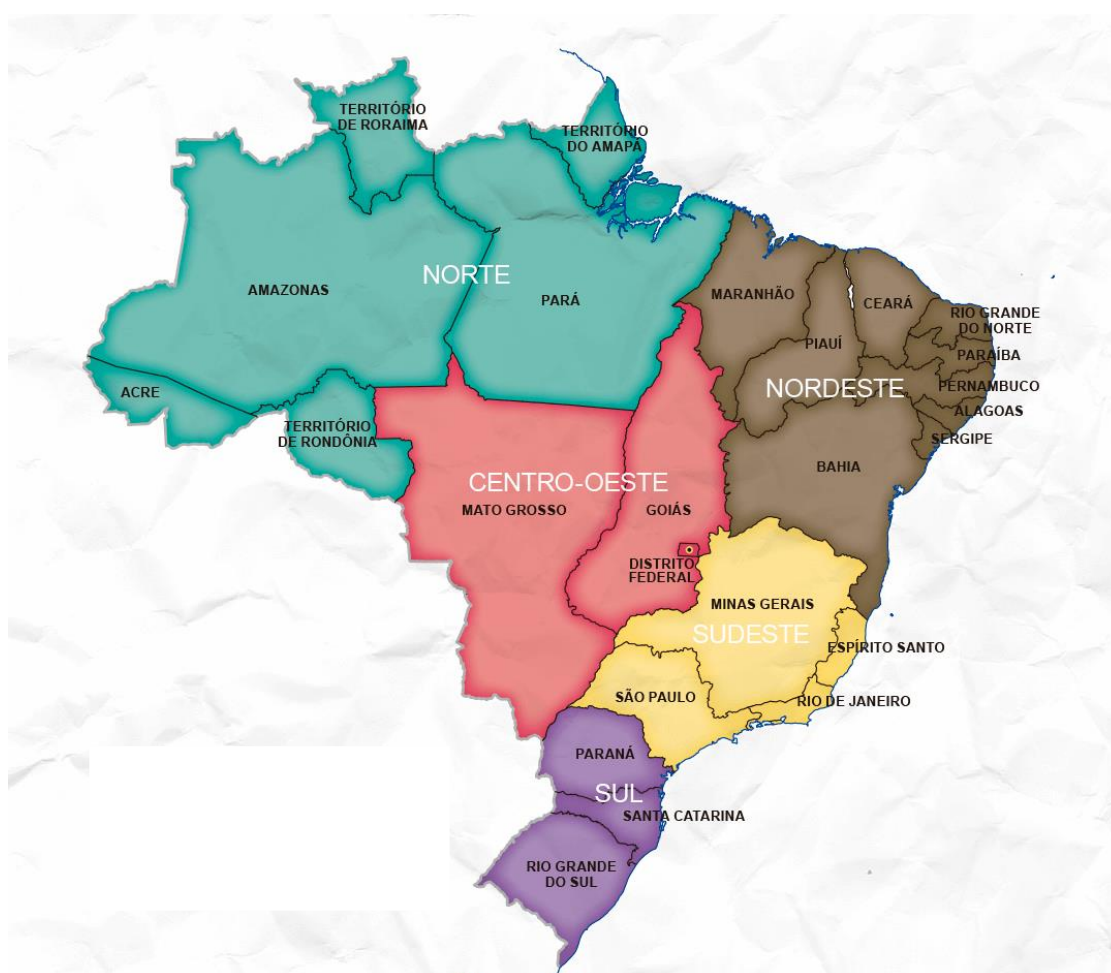 TERRITÓRIO
DE RORAIMA
TERRITÓRIO
DO AMAPÁ
NORTE
AMAZONAS
PARÁ
MARANHÃO
CEARÁ
RIO GRANDE
DO NORTE
PIAUÍ
PARAÍBA
NORDESTE
PERNAMBUCO
ACRE
ALAGOAS
TERRITÓRIO
DE RONDÔNIA
SERGIPE
BAHIA
CENTRO-OESTE
MATO GROSSO
GOIÁS
DISTRITO
FEDERAL
MINAS GERAIS
SUDESTE
ESPÍRITO SANTO
SÃO PAULO
RIO DE JANEIRO
PARANÁ
SUL
SANTA CATARINA
RIO GRANDE
DO SUL